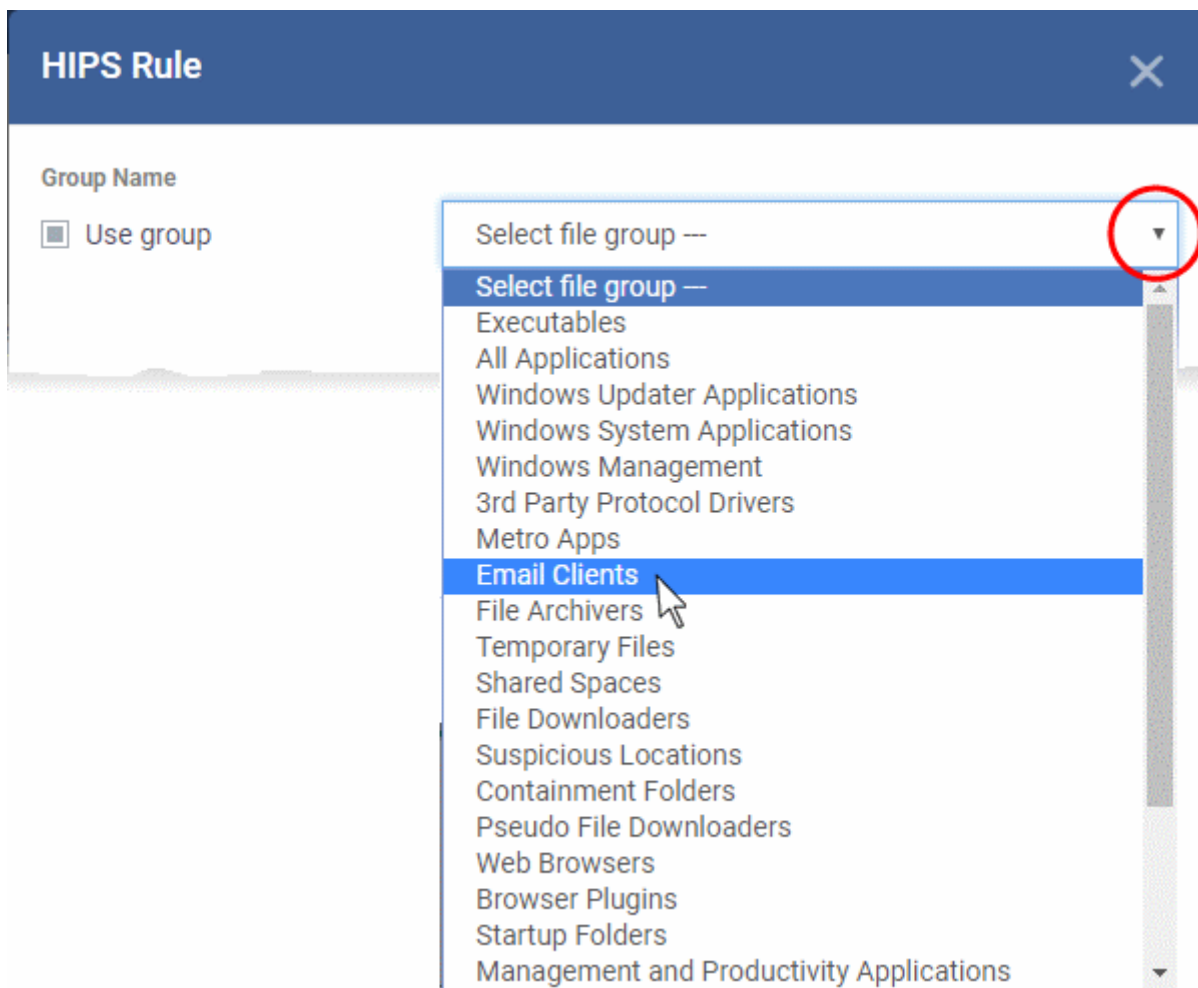 HIPS Rule
Group Name
Use group
Select file group ---
Select file group ---
Executables
All Applications
Windows Updater Applications
Windows System Applications
Windows Management
3rd Party Protocol Drivers
Metro Apps
Email Clients
File Archivers
Temporary Files
Shared Spaces
File Downloaders
Suspicious Locations
Containment Folders
Pseudo File Downloaders
Web Browsers
Browser Plugins
Startup Folders
Management and Productivity Applications